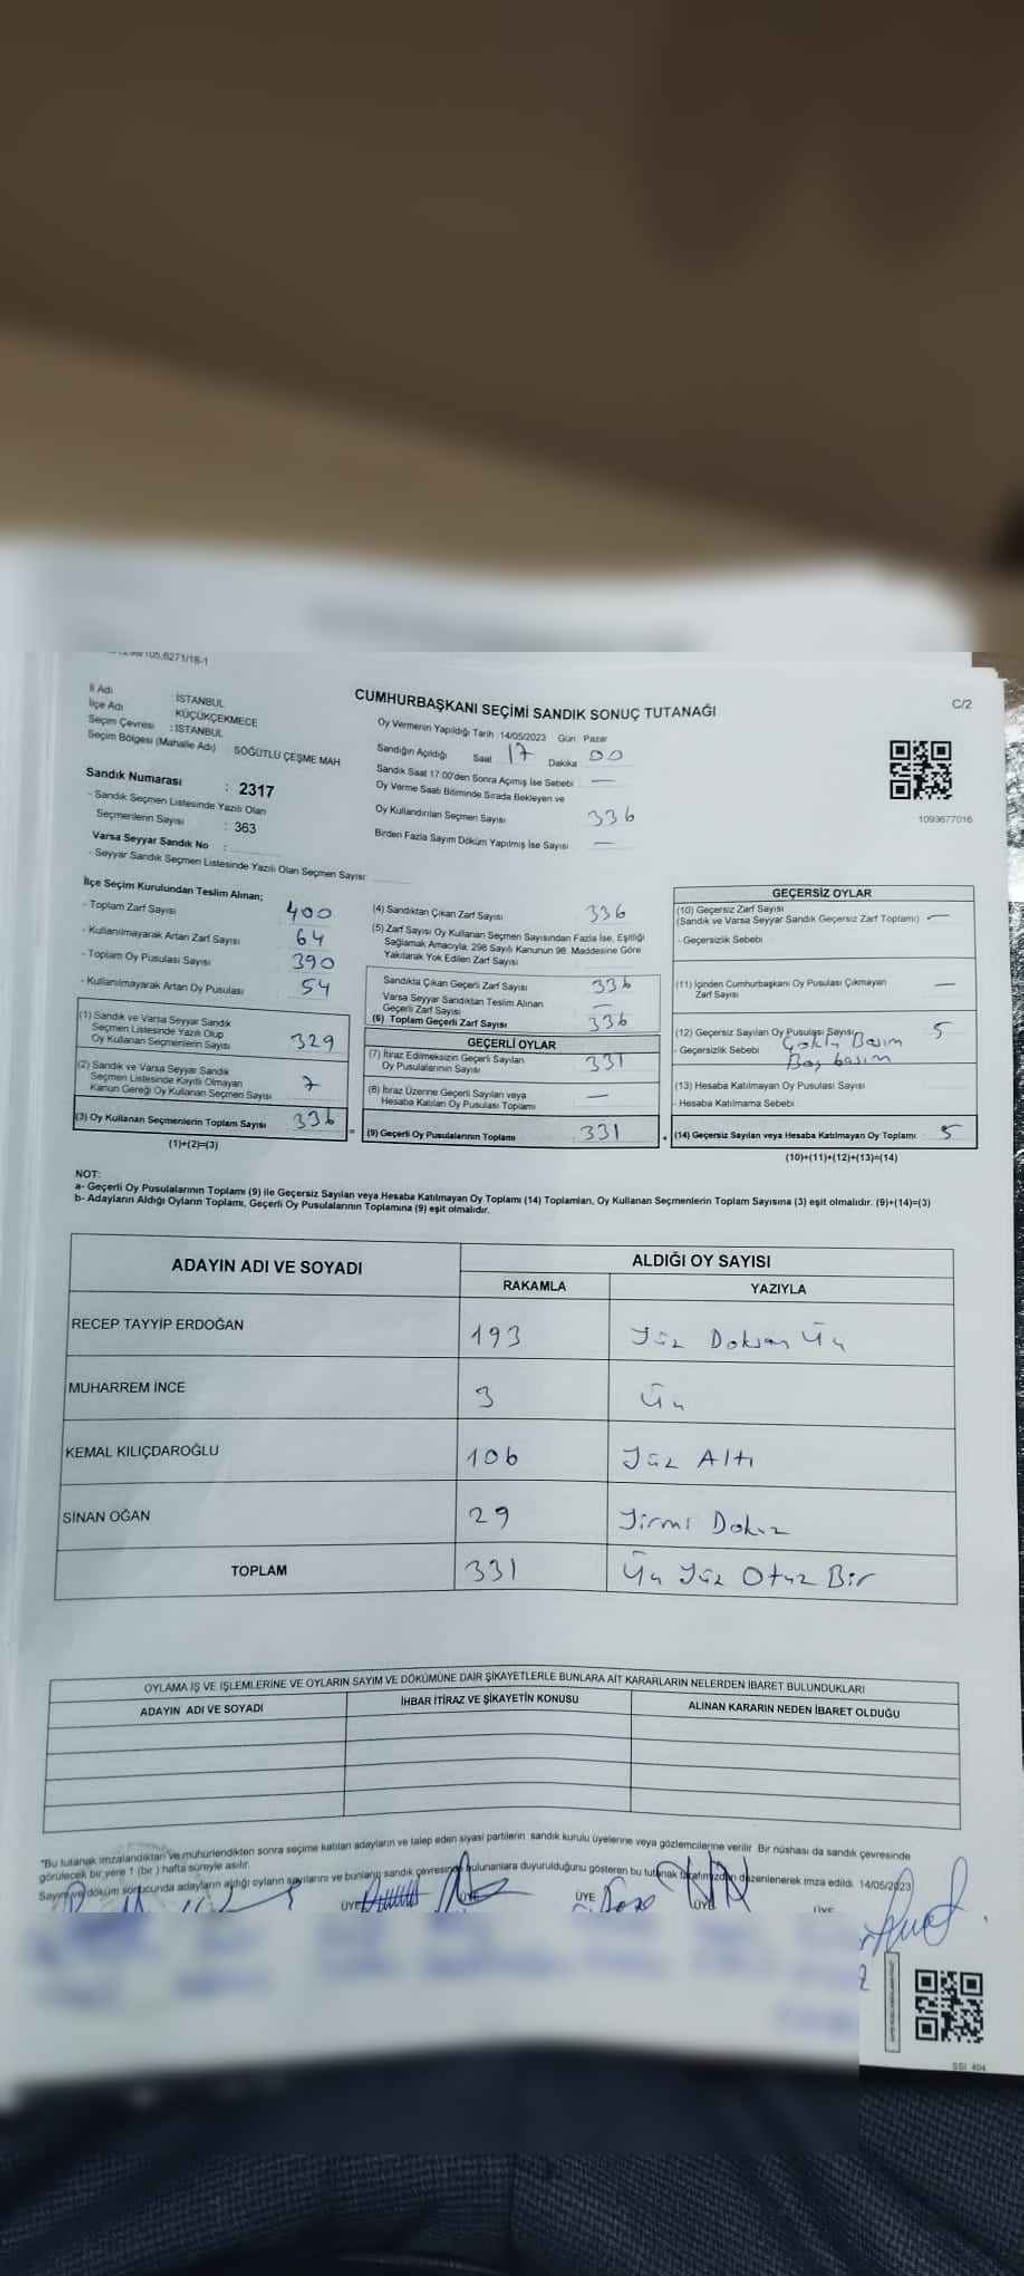 C/2
İl Adı : İSTANBUL
İlçe Adı : KÜÇÜKÇEKMECE
Seçim Çevresi : İSTANBUL
Seçim Bölgesi (Mahalle Adı) SÖĞÜTLÜ ÇEŞME MAH
Sandık Numarası : 2317
- Sandık Seçmen Listesinde Yazılı Olan
Seçmenlerin Sayısı : 363
Varsa Seyyar Sandık No :
- Seyyar Sandık Seçmen Listesinde Yazılı Olan Seçmen Sayısı
CUMHURBAŞKANI SEÇİMİ SANDIK SONUÇ TUTANAĞI
Oy Vermenin Yapıldığı Tarih 14/05/2023 Gün Pazar
Sandığın Açıldığı Saat 17 Dakika 00
Sandık Saat 17:00'den Sonra Açılmış İse Sebebi —
Oy Verme Saati Bitiminde Sırada Bekleyen ve
Oy Kullandırılan Seçmen Sayısı 336
Birden Fazla Sayım Döküm Yapılmış İse Sayısı —
1093677016
İlçe Seçim Kurulundan Teslim Alınan;
- Toplam Zarf Sayısı 400
- Kullanılmayarak Artan Zarf Sayısı 64
- Toplam Oy Pusulası Sayısı 390
- Kullanılmayarak Artan Oy Pusulası 54
(1) Sandık ve Varsa Seyyar Sandık
Seçmen Listesinde Yazılı Olup
Oy Kullanan Seçmenlerin Sayısı 329
(2) Sandık ve Varsa Seyyar Sandık
Seçmen Listesinde Kayıtlı Olmayan
Kanun Gereği Oy Kullanan Seçmen Sayısı 7
(3) Oy Kullanan Seçmenlerin Toplam Sayısı 336
(1)+(2)=(3)
=
(4) Sandıktan Çıkan Zarf Sayısı 336
(5) Zarf Sayısı Oy Kullanan Seçmen Sayısından Fazla İse, Eşitliği
Sağlamak Amacıyla, 298 Sayılı Kanunun 98. Maddesine Göre
Yakılarak Yok Edilen Zarf Sayısı
Sandıkta Çıkan Geçerli Zarf Sayısı 336
Varsa Seyyar Sandıktan Teslim Alınan
Geçerli Zarf Sayısı —
(6) Toplam Geçerli Zarf Sayısı 336
GEÇERLİ OYLAR
(7) İtiraz Edilmeksizin Geçerli Sayılan
Oy Pusulalarının Sayısı 331
(8) İtiraz Üzerine Geçerli Sayılan veya
Hesaba Katılan Oy Pusulası Toplamı —
(9) Geçerli Oy Pusulalarının Toplamı 331
+
GEÇERSİZ OYLAR
(10) Geçersiz Zarf Sayısı
(Sandık ve Varsa Seyyar Sandık Geçersiz Zarf Toplamı) —
- Geçersizlik Sebebi
(11) İçinden Cumhurbaşkanı Oy Pusulası Çıkmayan
Zarf Sayısı —
(12) Geçersiz Sayılan Oy Pusulası Sayısı 5
- Geçersizlik Sebebi Çoklu Basım
Boş basım
(13) Hesaba Katılmayan Oy Pusulası Sayısı
- Hesaba Katılmama Sebebi
(14) Geçersiz Sayılan veya Hesaba Katılmayan Oy Toplamı 5
(10)+(11)+(12)+(13)=(14)
NOT:
a- Geçerli Oy Pusulalarının Toplamı (9) ile Geçersiz Sayılan veya Hesaba Katılmayan Oy Toplamı (14) Toplamları, Oy Kullanan Seçmenlerin Toplam Sayısına (3) eşit olmalıdır. (9)+(14)=(3)
b- Adayların Aldığı Oyların Toplamı, Geçerli Oy Pusulalarının Toplamına (9) eşit olmalıdır.
ADAYIN ADI VE SOYADI ALDIĞI OY SAYISI
RAKAMLA YAZIYLA
RECEP TAYYİP ERDOĞAN 193 Yüz Doksan Üç
MUHARREM İNCE 3 Üç
KEMAL KILIÇDAROĞLU 106 Yüz Altı
SİNAN OĞAN 29 Yirmi Dokuz
TOPLAM 331 Üç Yüz Otuz Bir
OYLAMA İŞ VE İŞLEMLERİNE VE OYLARIN SAYIM VE DÖKÜMÜNE DAİR ŞİKAYETLERLE BUNLARA AİT KARARLARIN NELERDEN İBARET BULUNDUKLARI
ADAYIN ADI VE SOYADI İHBAR İTİRAZ VE ŞİKAYETİN KONUSU ALINAN KARARIN NEDEN İBARET OLDUĞU
"Bu tutanak imzalandıktan ve mühürlendikten sonra seçime katılan adayların ve talep eden siyasi partilerin sandık kurulu üyelerine veya gözlemcilerine verilir. Bir nüshası da sandık çevresinde
görülecek bir yere 1 (bir) hafta süreyle asılır.
Sayım ve döküm sonucunda adayların aldığı oyların sayılarını ve bunların sandık çevresinde bulunanlara duyurulduğunu gösteren bu tutanak tarafımızdan düzenlenerek imza edildi. 14/05/2023
ÜYE ÜYE ÜYE ÜYE ÜYE
SSI 404